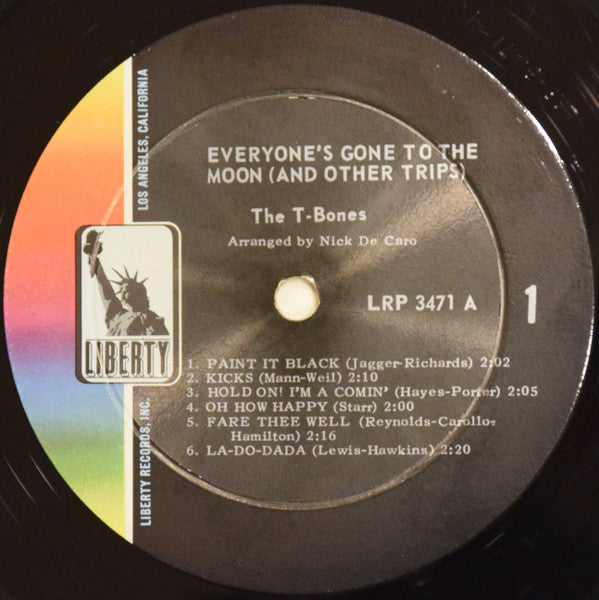 EVERYONE'S GONE TO THE
MOON (AND OTHER TRIPS)
The T-Bones
Arranged by Nick De Caro
LRP 3471 A
1
1. PAINT IT BLACK (Jagger-Richards) 2:02
2. KICKS (Mann-Weil) 2:10
3. HOLD ON! I'M A COMIN' (Hayes-Porter) 2:05
4. OH HOW HAPPY (Starr) 2:00
5. FARE THEE WELL (Reynolds-Carollo-
Hamilton) 2:16
6. LA-DO-DADA (Lewis-Hawkins) 2:20
LIBERTY
LIBERTY RECORDS, INC.
LOS ANGELES, CALIFORNIA